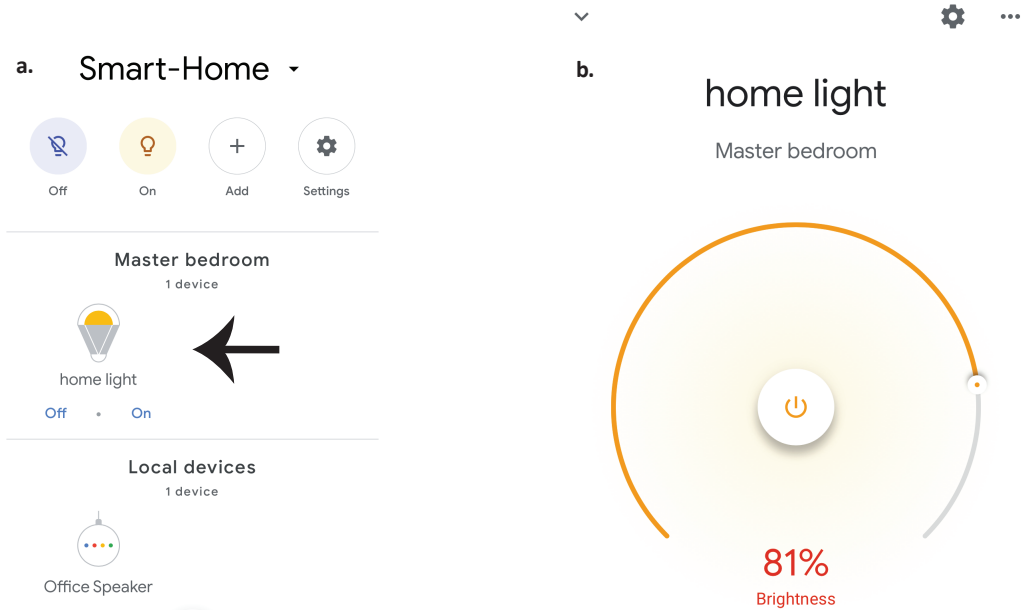 a.
Smart-Home
Off
On
Add
Settings
Master bedroom
1 device
home light
Off • On
Local devices
1 device
Office Speaker
b.
home light
Master bedroom
81%
Brightness